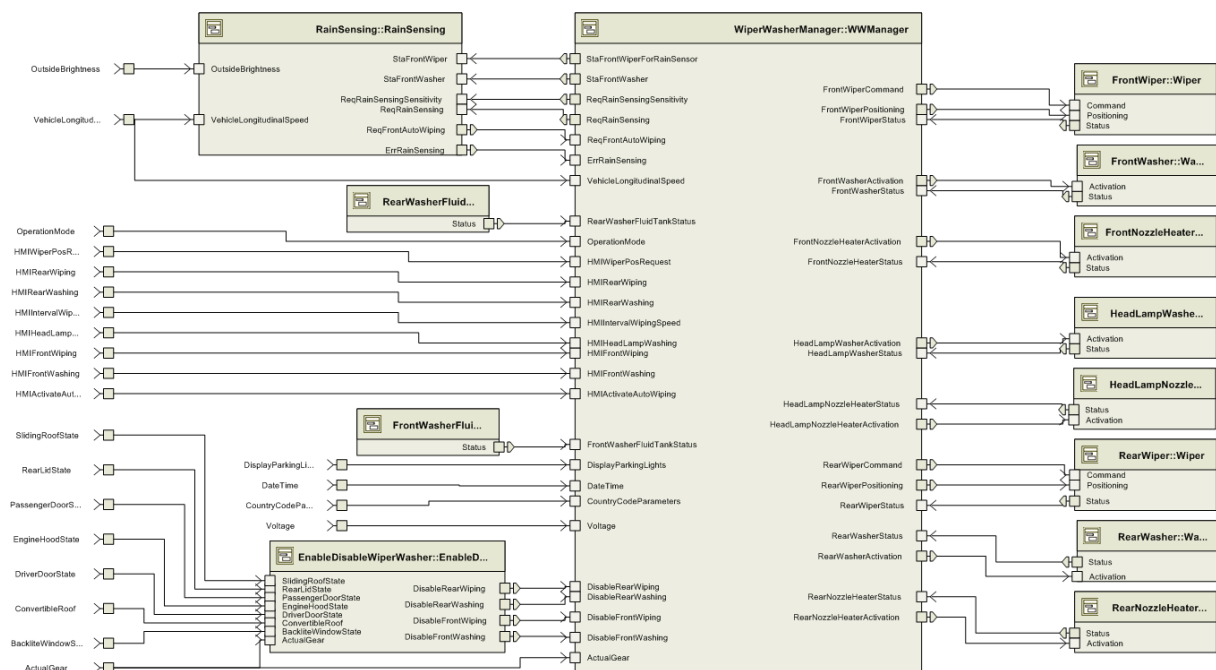 RainSensing::RainSensing
OutsideBrightness
OutsideBrightness
VehicleLongitud...
VehicleLongitudinalSpeed
StaFrontWiper
StaFrontWasher
ReqRainSensingSensitivity
ReqRainSensing
ReqFrontAutoWiping
ErrRainSensing
RearWasherFluid...
Status
OperationMode
HMIWiperPosR...
HMIRearWiping
HMIRearWashing
HMIIntervalWip...
HMIHeadLamp...
HMIFrontWiping
HMIFrontWashing
HMIActivateAut...
FrontWasherFlui...
Status
DisplayParkingLi...
DateTime
CountryCodePa...
Voltage
SlidingRoofState
RearLidState
PassengerDoorS...
EngineHoodState
DriverDoorState
ConvertibleRoof
BackliteWindowS...
ActualGear
EnableDisableWiperWasher::EnableD...
SlidingRoofState
RearLidState
PassengerDoorState
EngineHoodState
DriverDoorState
ConvertibleRoof
BackliteWindowState
ActualGear
DisableRearWiping
DisableRearWashing
DisableFrontWiping
DisableFrontWashing
WiperWasherManager::WWManager
StaFrontWiperForRainSensor
StaFrontWasher
ReqRainSensingSensitivity
ReqRainSensing
ReqFrontAutoWiping
ErrRainSensing
VehicleLongitudinalSpeed
RearWasherFluidTankStatus
OperationMode
HMIWiperPosRequest
HMIRearWiping
HMIRearWashing
HMIIntervalWipingSpeed
HMIHeadLampWashing
HMIFrontWiping
HMIFrontWashing
HMIActivateAutoWiping
FrontWasherFluidTankStatus
DisplayParkingLights
DateTime
CountryCodeParameters
Voltage
DisableRearWiping
DisableRearWashing
DisableFrontWiping
DisableFrontWashing
ActualGear
FrontWiperCommand
FrontWiperPositioning
FrontWiperStatus
FrontWasherActivation
FrontWasherStatus
FrontNozzleHeaterActivation
FrontNozzleHeaterStatus
HeadLampWasherActivation
HeadLampWasherStatus
HeadLampNozzleHeaterStatus
HeadLampNozzleHeaterActivation
RearWiperCommand
RearWiperPositioning
RearWiperStatus
RearWasherStatus
RearWasherActivation
RearNozzleHeaterStatus
RearNozzleHeaterActivation
FrontWiper::Wiper
Command
Positioning
Status
FrontWasher::Wa...
Activation
Status
FrontNozzleHeater...
Activation
Status
HeadLampWashe...
Activation
Status
HeadLampNozzle...
Status
Activation
RearWiper::Wiper
Command
Positioning
Status
RearWasher::Wa...
Status
Activation
RearNozzleHeater...
Status
Activation